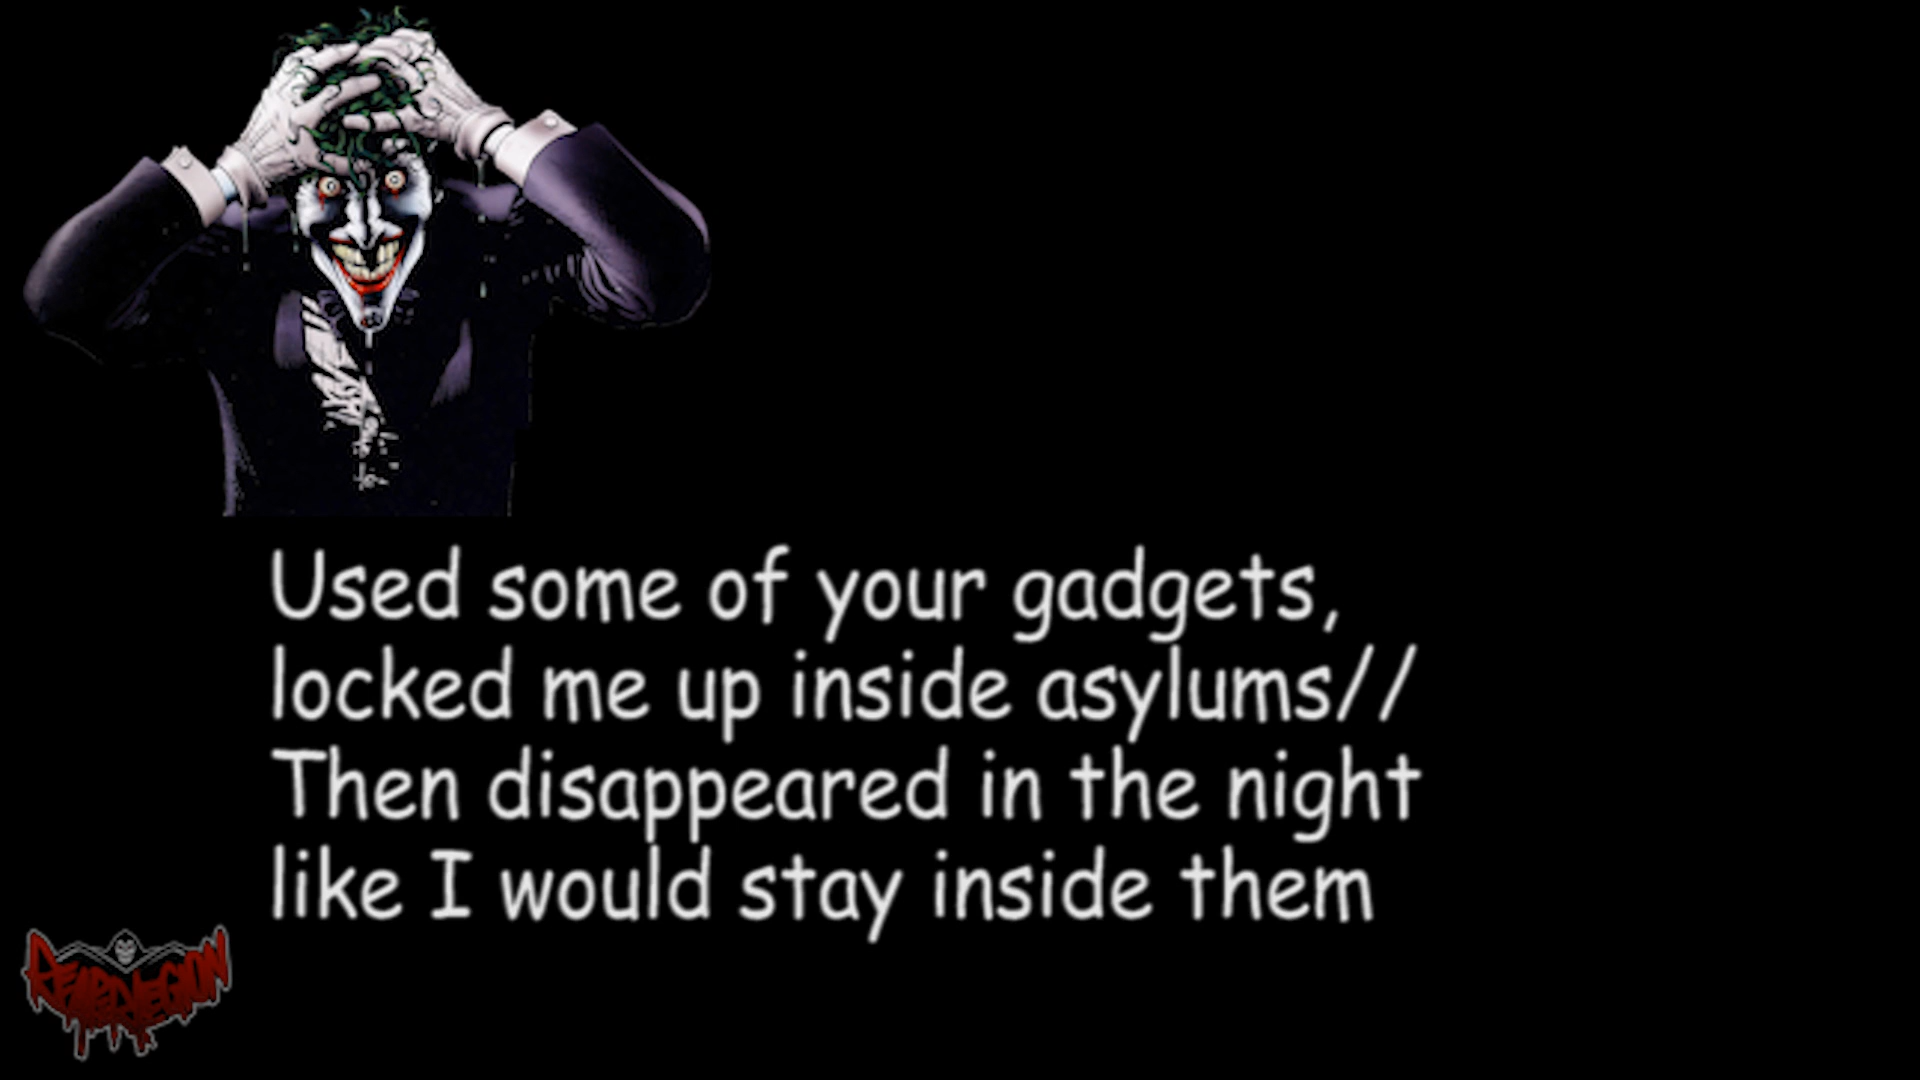 Used some of your gadgets,
locked me up inside asylums//
Then disappeared in the night
like I would stay inside them
REAPERLEGION